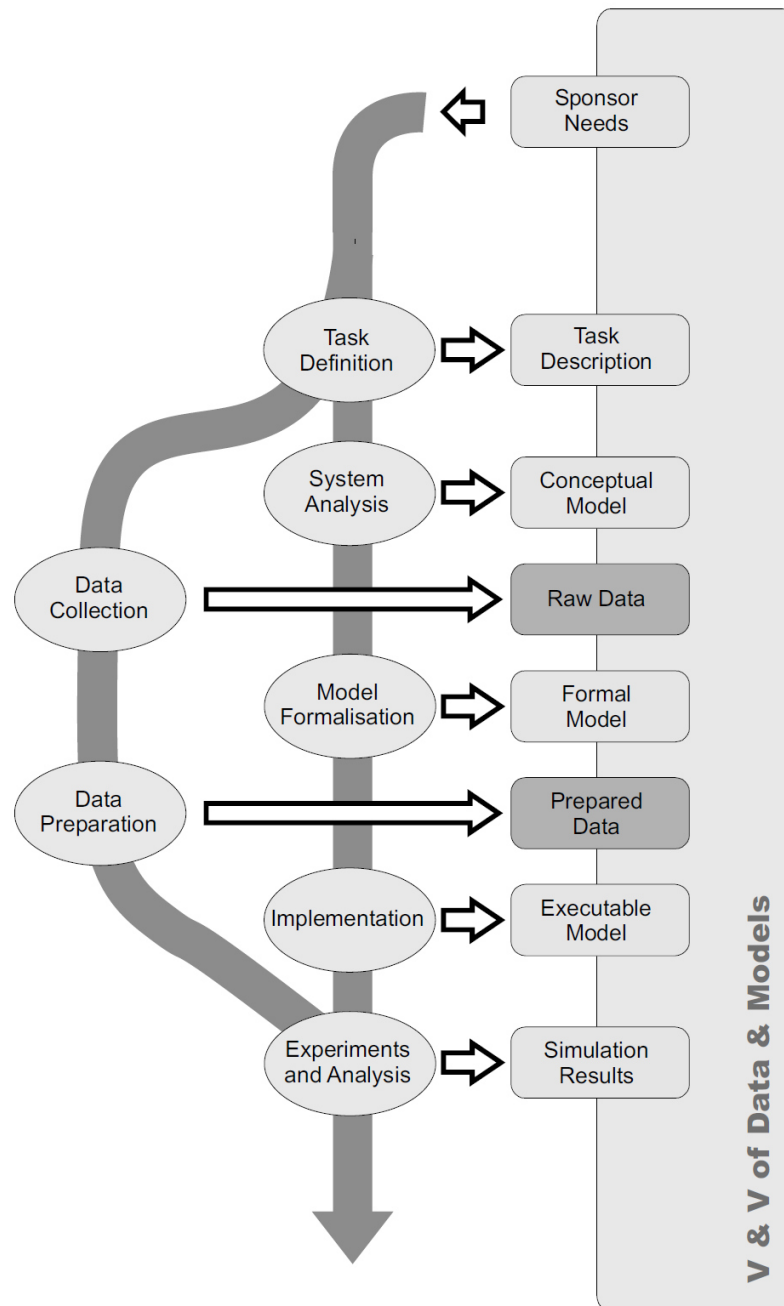 Sponsor
Needs
Task
Definition
Task
Description
System
Analysis
Conceptual
Model
Data
Collection
Raw Data
Model
Formalisation
Formal
Model
Data
Preparation
Prepared
Data
Implementation
Executable
Model
Experiments
and Analysis
Simulation
Results
V & V of Data & Models